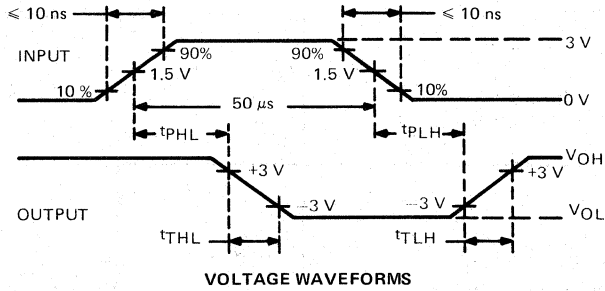 ≤ 10 ns
≤ 10 ns
3 V
INPUT
90%
90%
1.5 V
1.5 V
10 %
10%
0 V
50 μs
tPHL
tPLH
VOH
+3 V
+3 V
OUTPUT
−3 V
−3 V
VOL
tTHL
tTLH
VOLTAGE WAVEFORMS